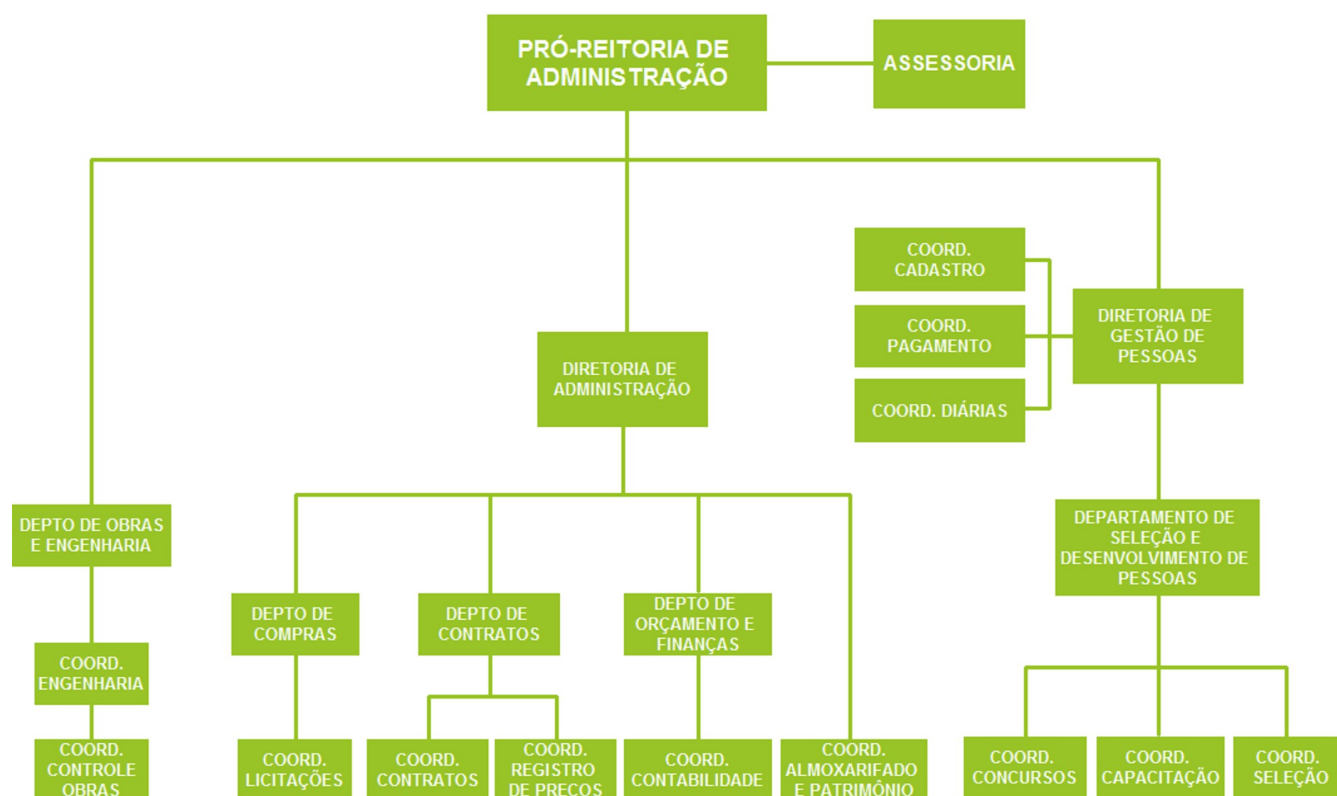 PRÓ-REITORIA DE
ADMINISTRAÇÃO
ASSESSORIA
COORD.
CADASTRO
COORD.
PAGAMENTO
COORD. DIÁRIAS
DIRETORIA DE
GESTÃO DE
PESSOAS
DIRETORIA DE
ADMINISTRAÇÃO
DEPTO DE OBRAS
E ENGENHARIA
DEPARTAMENTO DE
SELEÇÃO E
DESENVOLVIMENTO DE
PESSOAS
DEPTO DE
COMPRAS
DEPTO DE
CONTRATOS
DEPTO DE
ORÇAMENTO E
FINANÇAS
COORD.
ENGENHARIA
COORD.
CONTROLE
OBRAS
COORD.
LICITAÇÕES
COORD.
CONTRATOS
COORD.
REGISTRO
DE PREÇOS
COORD.
CONTABILIDADE
COORD.
ALMOXARIFADO
E PATRIMÔNIO
COORD.
CONCURSOS
COORD.
CAPACITAÇÃO
COORD.
SELEÇÃO